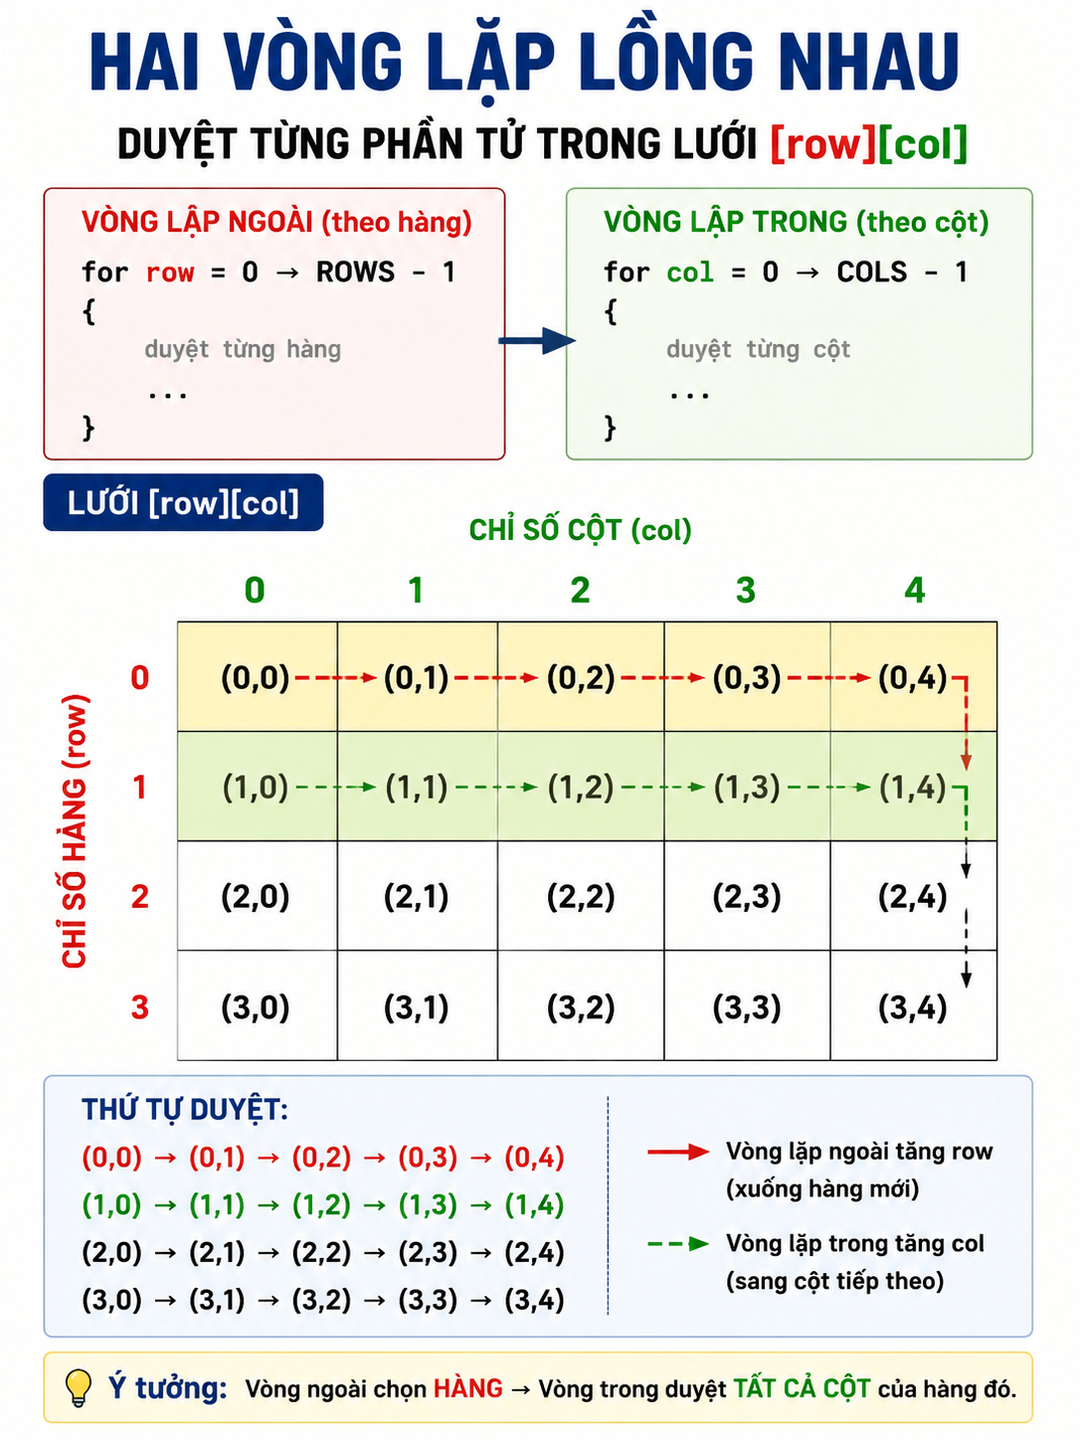 HAI VÒNG LẶP LỒNG NHAU
DUYỆT TỪNG PHẦN TỬ TRONG LƯỚI [row][col]
VÒNG LẶP NGOÀI (theo hàng)
for row = 0 → ROWS - 1
{
duyệt từng hàng
...
}
VÒNG LẶP TRONG (theo cột)
for col = 0 → COLS - 1
{
duyệt từng cột
...
}
LƯỚI [row][col]
CHỈ SỐ CỘT (col)
0 1 2 3 4
CHỈ SỐ HÀNG (row)
0 (0,0) (0,1) (0,2) (0,3) (0,4)
1 (1,0) (1,1) (1,2) (1,3) (1,4)
2 (2,0) (2,1) (2,2) (2,3) (2,4)
3 (3,0) (3,1) (3,2) (3,3) (3,4)
THỨ TỰ DUYỆT:
(0,0) → (0,1) → (0,2) → (0,3) → (0,4)
(1,0) → (1,1) → (1,2) → (1,3) → (1,4)
(2,0) → (2,1) → (2,2) → (2,3) → (2,4)
(3,0) → (3,1) → (3,2) → (3,3) → (3,4)
Vòng lặp ngoài tăng row
(xuống hàng mới)
Vòng lặp trong tăng col
(sang cột tiếp theo)
Ý tưởng: Vòng ngoài chọn HÀNG → Vòng trong duyệt TẤT CẢ CỘT của hàng đó.